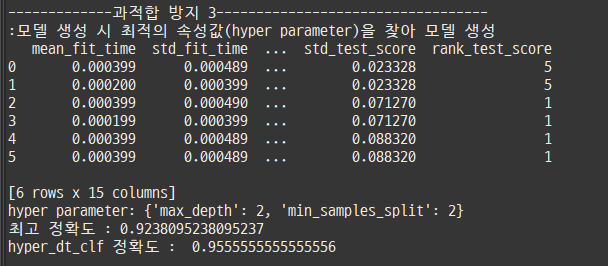 -------------과적합 방지 3----------------------------------
:모델 생성 시 최적의 속성값(hyper parameter)을 찾아 모델 생성
   mean_fit_time  std_fit_time  ...  std_test_score  rank_test_score
0       0.000399      0.000489  ...        0.023328                5
1       0.000200      0.000399  ...        0.023328                5
2       0.000399      0.000490  ...        0.071270                1
3       0.000199      0.000399  ...        0.071270                1
4       0.000399      0.000489  ...        0.088320                1
5       0.000399      0.000489  ...        0.088320                1
[6 rows x 15 columns]
hyper parameter: {'max_depth': 2, 'min_samples_split': 2}
최고 정확도 : 0.9238095238095237
hyper_dt_clf 정확도 :  0.9555555555555556